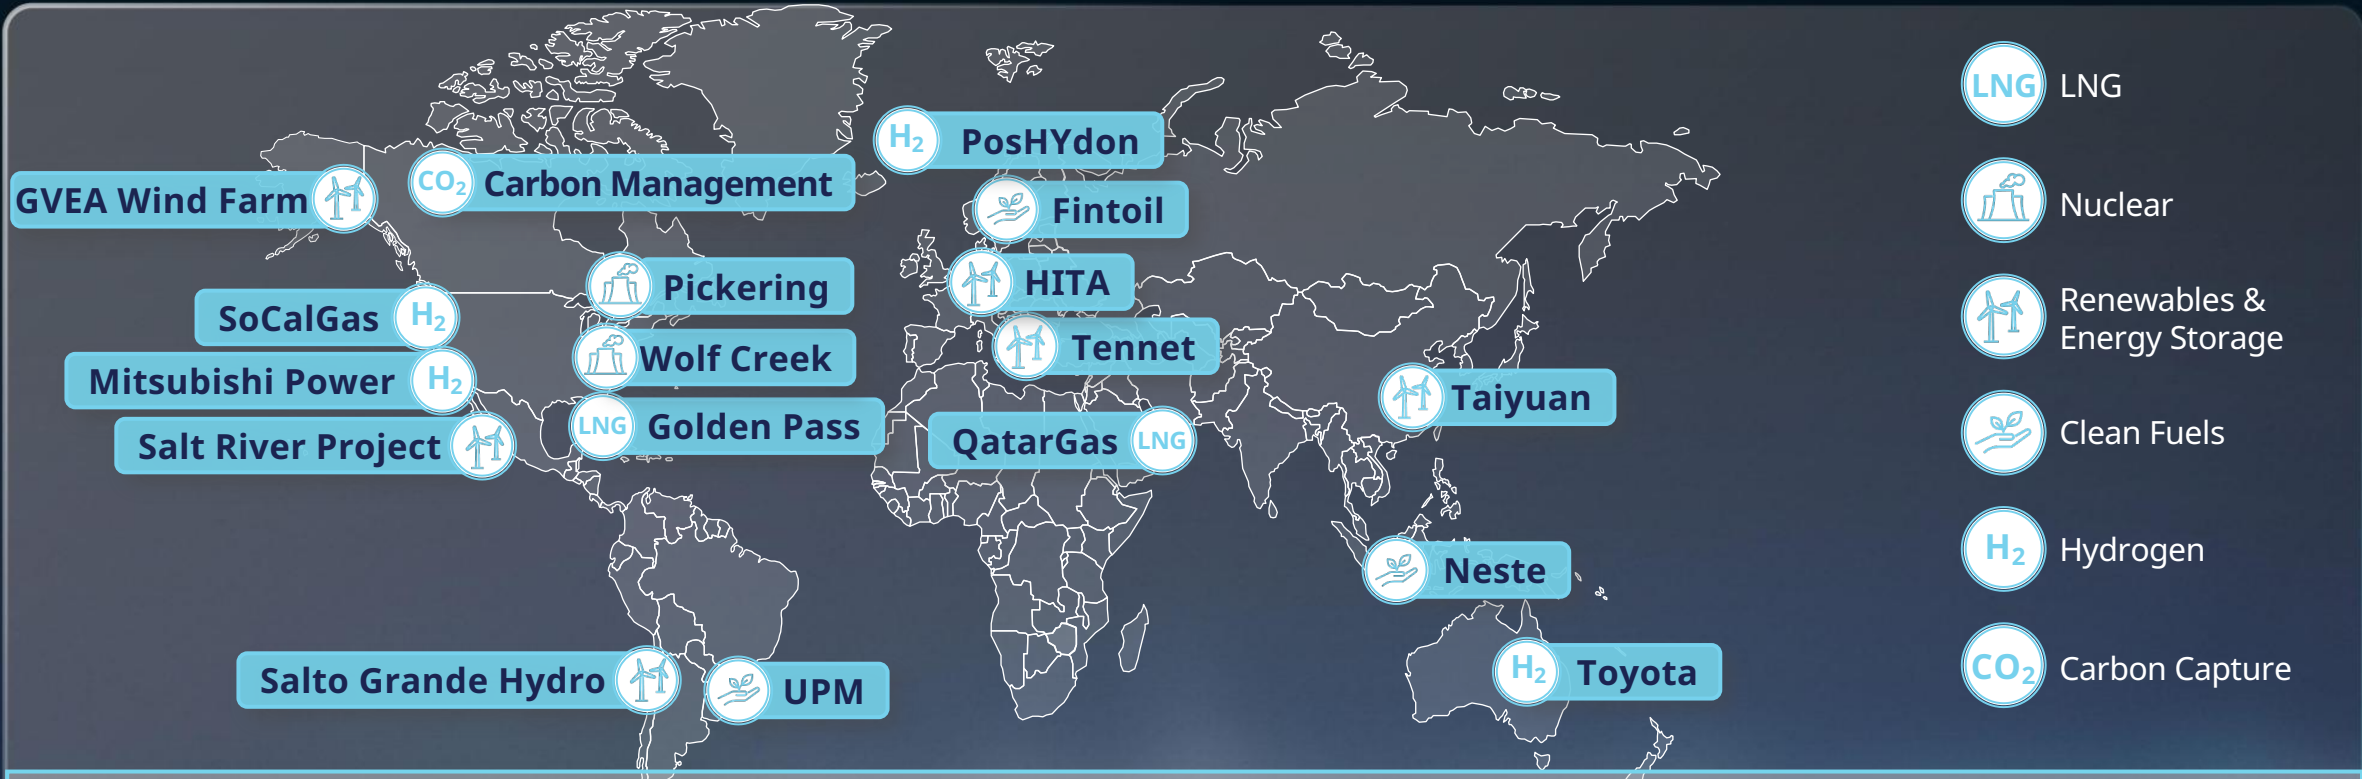 H₂ PosHYdon
CO₂ Carbon Management
GVEA Wind Farm
Fintoil
Pickering
HITA
SoCalGas H₂
Wolf Creek
Tennet
Mitsubishi Power H₂
Taiyuan
LNG Golden Pass
Salt River Project
QatarGas LNG
Neste
Toyota
H₂
Salto Grande Hydro
UPM
LNG LNG
Nuclear
Renewables &
Energy Storage
Clean Fuels
H₂ Hydrogen
CO₂ Carbon Capture